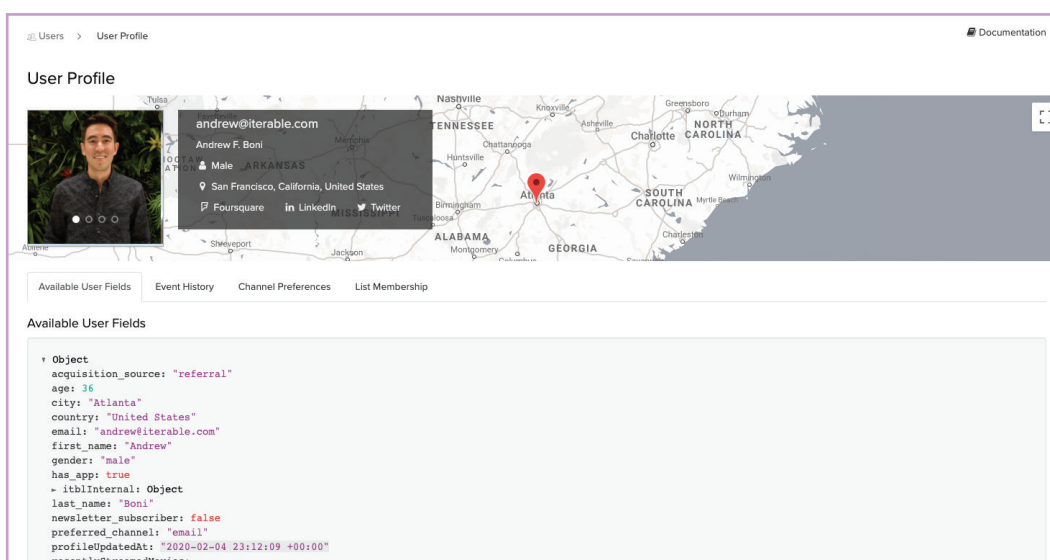 Users > User Profile
Documentation
User Profile
andrew@iterable.com
Andrew F. Boni
Male
San Francisco, California, United States
Foursquare in LinkedIn Twitter
Tulsa
Nashville
Knoxville
Greensboro
Durham
TENNESSEE
Asheville
NORTH
CAROLINA
Charlotte
Memphis
Chattanooga
ARKANSAS
Huntsville
Wilmington
Atlanta
SOUTH
CAROLINA
Myrtle Beach
Birmingham
MISSISSIPPI
Tuscaloosa
Charleston
ALABAMA
Shreveport
Montgomery
GEORGIA
Abilene
Jackson
Columbus
Available User Fields Event History Channel Preferences List Membership
Available User Fields
Object
acquisition_source: "referral"
age: 36
city: "Atlanta"
country: "United States"
email: "andrew@iterable.com"
first_name: "Andrew"
gender: "male"
has_app: true
itblInternal: Object
last_name: "Boni"
newsletter_subscriber: false
preferred_channel: "email"
profileUpdatedAt: "2020-02-04 23:12:09 +00:00"